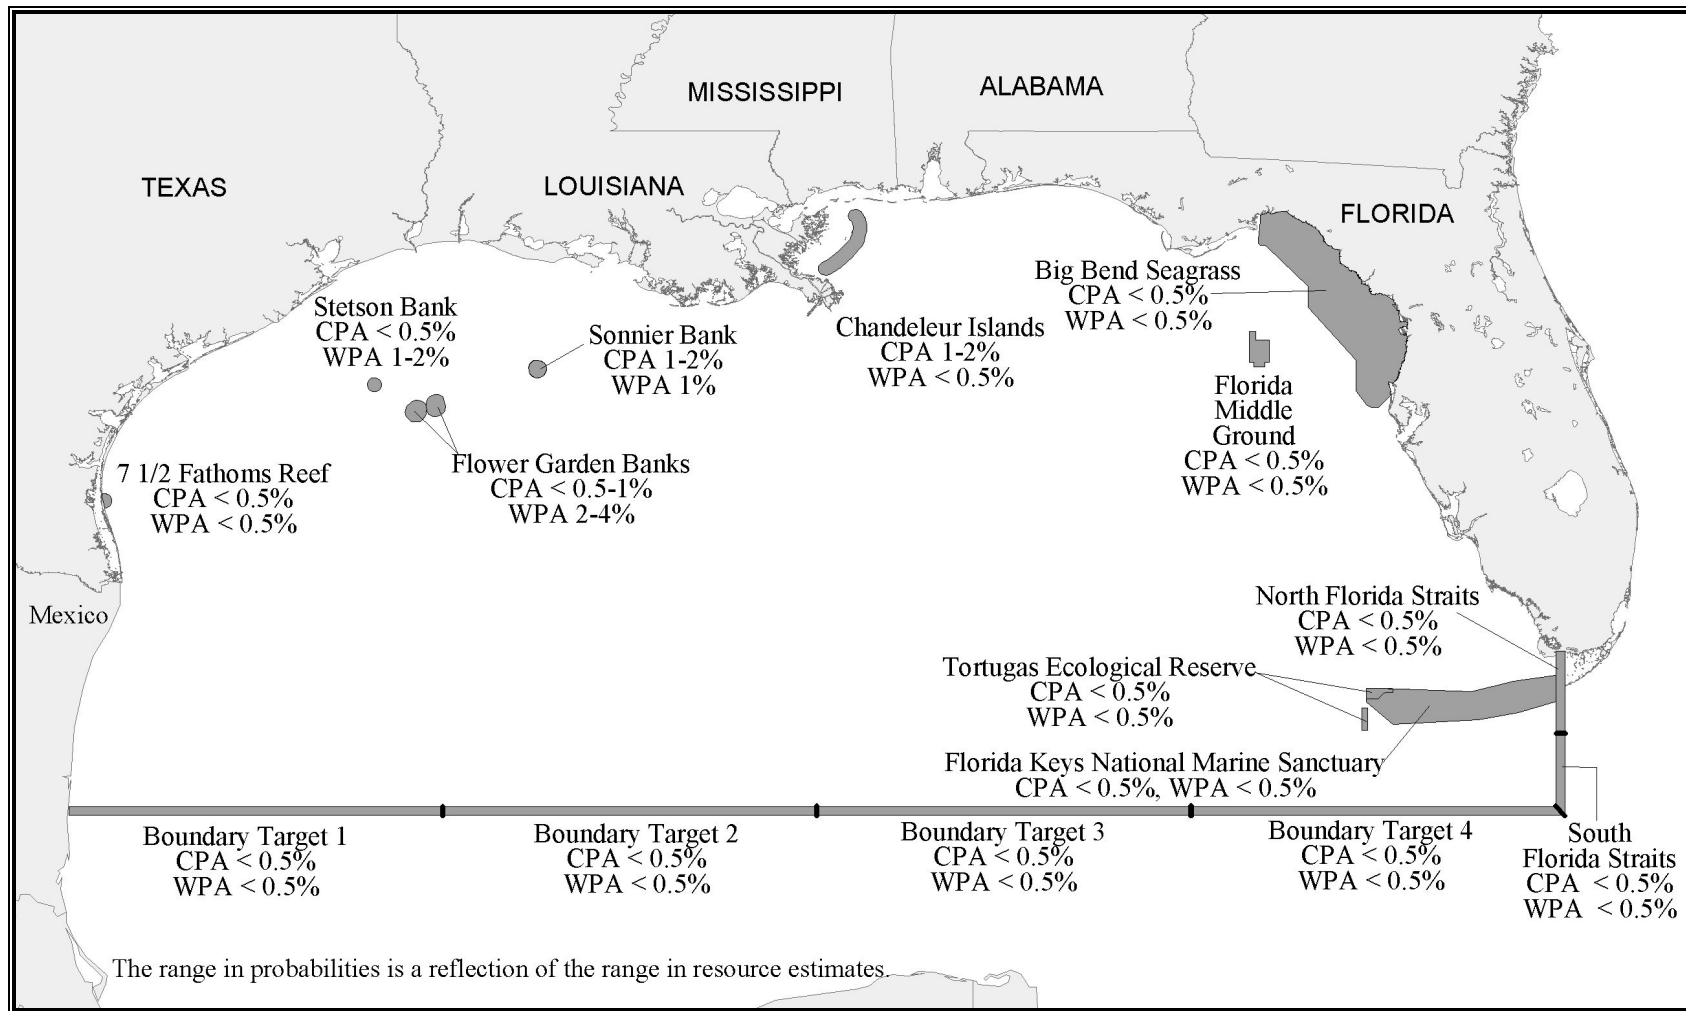 MISSISSIPPI
ALABAMA
TEXAS
LOUISIANA
FLORIDA
Big Bend Seagrass
CPA < 0.5%
WPA < 0.5%
Stetson Bank
CPA < 0.5%
WPA 1-2%
Sonnier Bank
CPA 1-2%
WPA 1%
Chandeleur Islands
CPA 1-2%
WPA < 0.5%
Florida
Middle
Ground
CPA < 0.5%
WPA < 0.5%
7 1/2 Fathoms Reef
CPA < 0.5%
WPA < 0.5%
Flower Garden Banks
CPA < 0.5-1%
WPA 2-4%
Mexico
North Florida Straits
CPA < 0.5%
WPA < 0.5%
Tortugas Ecological Reserve
CPA < 0.5%
WPA < 0.5%
Florida Keys National Marine Sanctuary
CPA < 0.5%, WPA < 0.5%
Boundary Target 1
CPA < 0.5%
WPA < 0.5%
Boundary Target 2
CPA < 0.5%
WPA < 0.5%
Boundary Target 3
CPA < 0.5%
WPA < 0.5%
Boundary Target 4
CPA < 0.5%
WPA < 0.5%
South
Florida Straits
CPA < 0.5%
WPA < 0.5%
The range in probabilities is a reflection of the range in resource estimates.